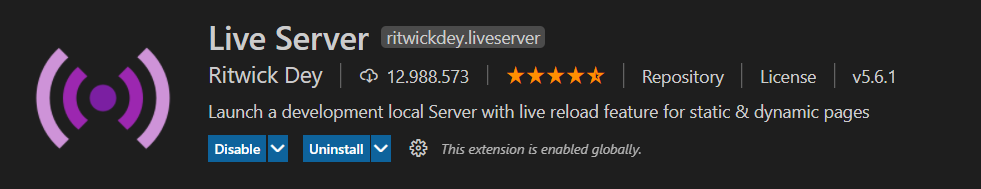 Live Server ritwickdey.liveserver
Ritwick Dey 12.988.573 Repository License v5.6.1
Launch a development local Server with live reload feature for static & dynamic pages
Disable Uninstall This extension is enabled globally.